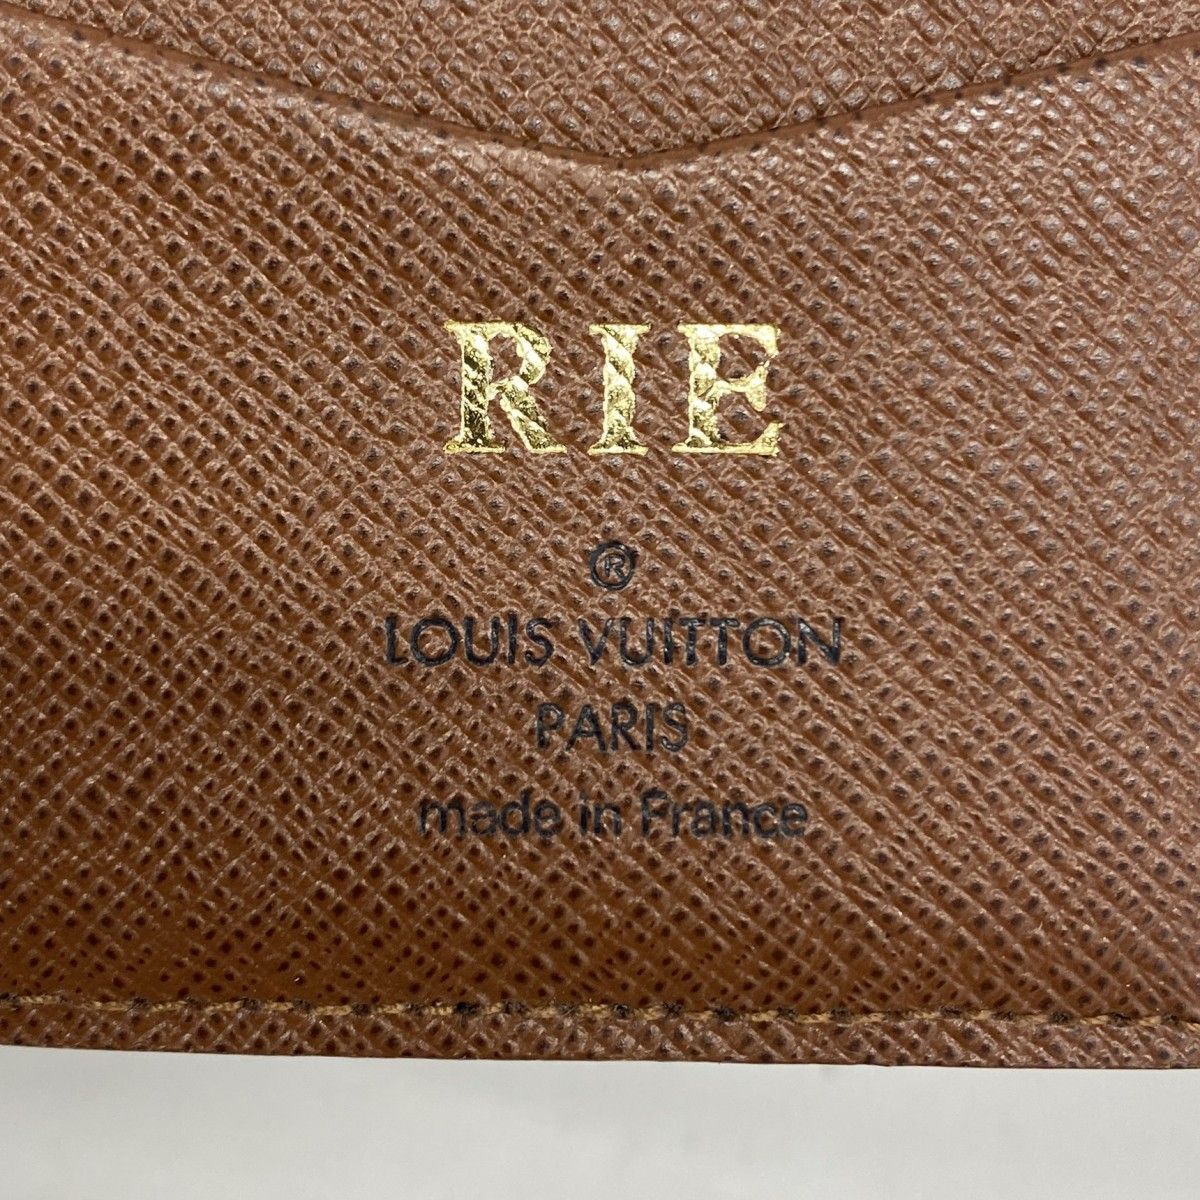 RIE
®
LOUIS VUITTON
PARIS
made in France